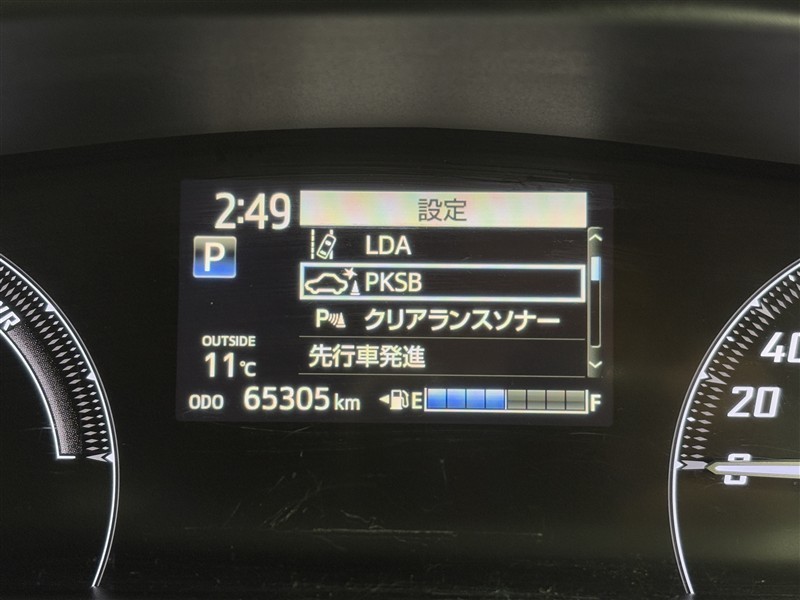 2:49 設定
P
LDA
PKSB
P クリアランスソナー
先行車発進
OUTSIDE
11℃
ODO 65305 km E F
40
20
0